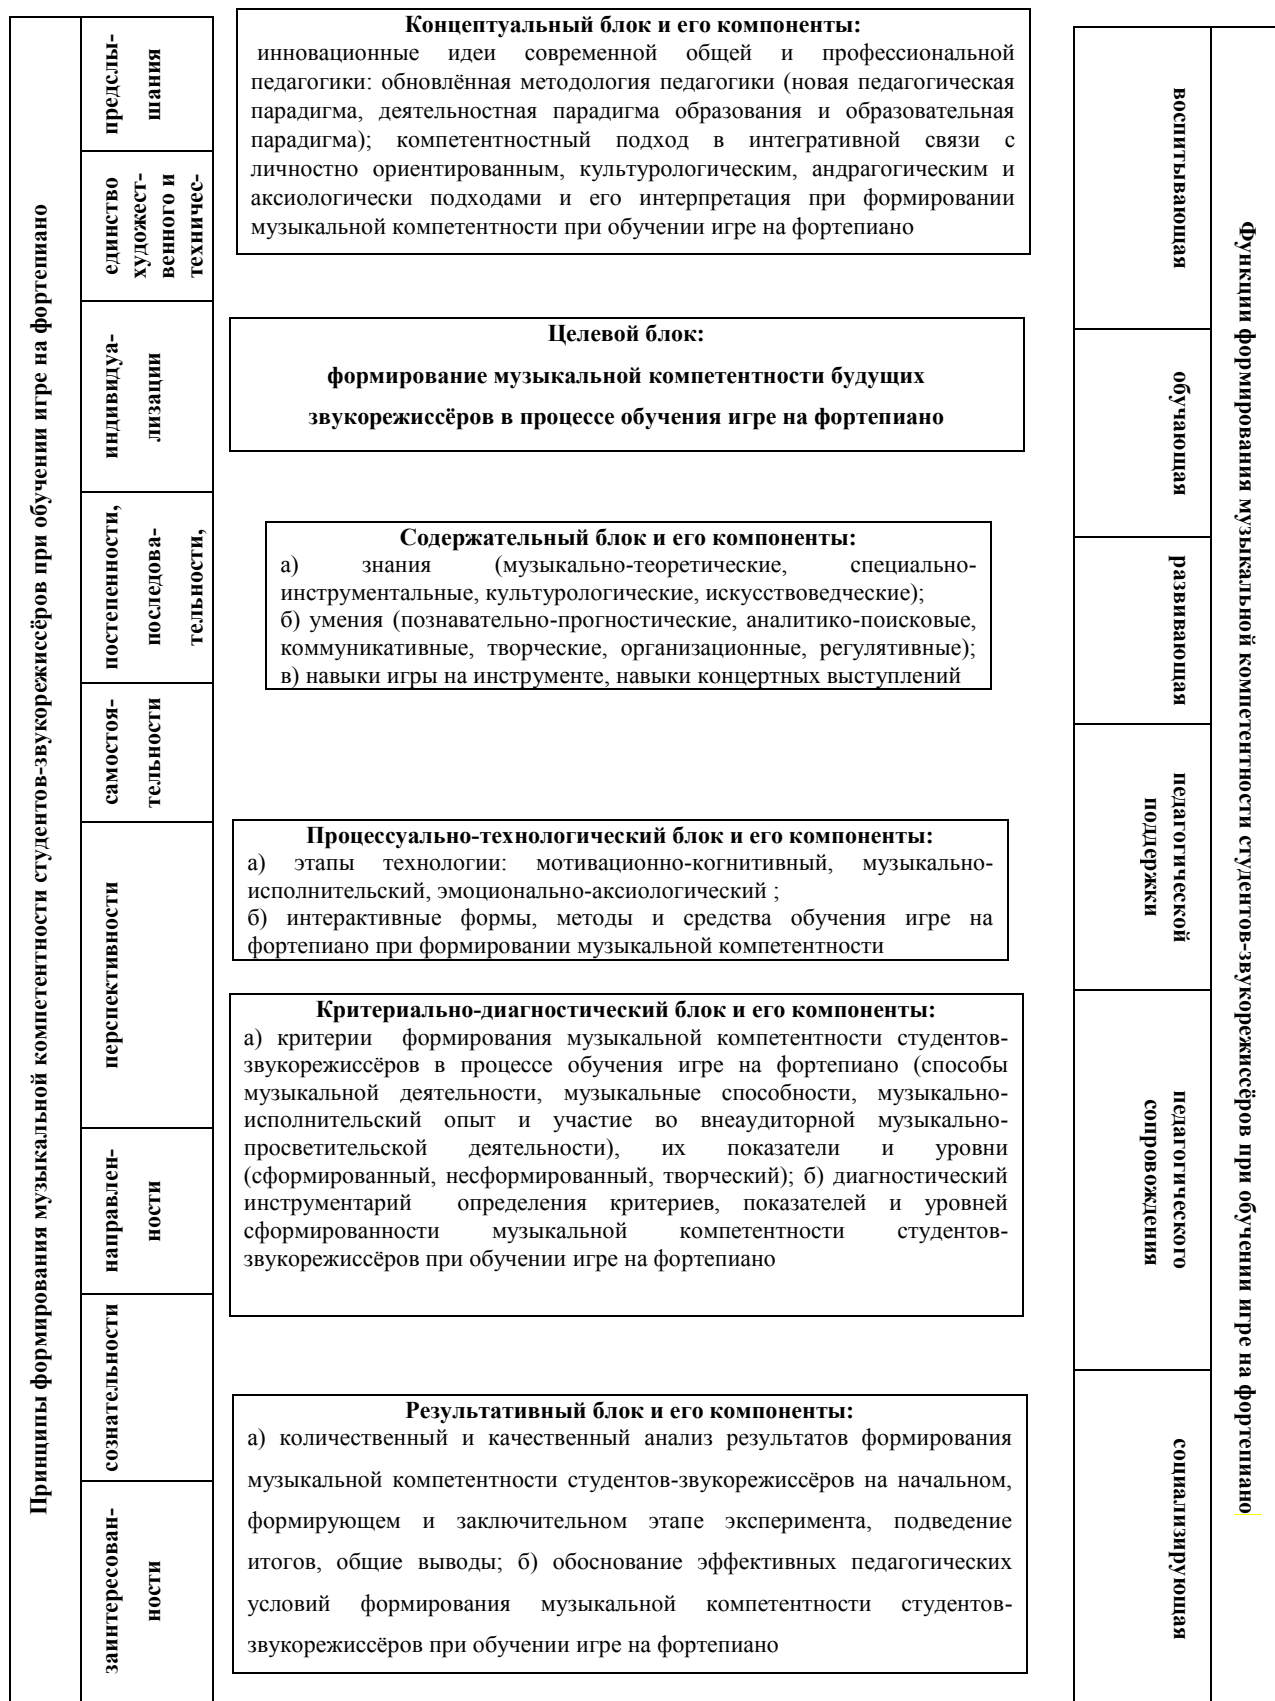 Принципы формирования музыкальной компетентности студентов-звукорежиссёров при обучении игре на фортепиано
предслы-
шания
единство
художест-
венного и
техничес-
индивидуа-
лизации
постепенности,
последова-
тельности,
самостоя-
тельности
перспективности
направлен-
ности
сознательности
заинтересован-
ности
Концептуальный блок и его компоненты:
инновационные идеи современной общей и профессиональной
педагогики: обновлённая методология педагогики (новая педагогическая
парадигма, деятельностная парадигма образования и образовательная
парадигма); компетентностный подход в интегративной связи с
личностно ориентированным, культурологическим, андрагогическим и
аксиологически подходами и его интерпретация при формировании
музыкальной компетентности при обучении игре на фортепиано
Целевой блок:
формирование музыкальной компетентности будущих
звукорежиссёров в процессе обучения игре на фортепиано
Содержательный блок и его компоненты:
а) знания (музыкально-теоретические, специально-
инструментальные, культурологические, искусствоведческие);
б) умения (познавательно-прогностические, аналитико-поисковые,
коммуникативные, творческие, организационные, регулятивные);
в) навыки игры на инструменте, навыки концертных выступлений
Процессуально-технологический блок и его компоненты:
а) этапы технологии: мотивационно-когнитивный, музыкально-
исполнительский, эмоционально-аксиологический ;
б) интерактивные формы, методы и средства обучения игре на
фортепиано при формировании музыкальной компетентности
Критериально-диагностический блок и его компоненты:
а) критерии формирования музыкальной компетентности студентов-
звукорежиссёров в процессе обучения игре на фортепиано (способы
музыкальной деятельности, музыкальные способности, музыкально-
исполнительский опыт и участие во внеаудиторной музыкально-
просветительской деятельности), их показатели и уровни
(сформированный, несформированный, творческий); б) диагностический
инструментарий определения критериев, показателей и уровней
сформированности музыкальной компетентности студентов-
звукорежиссёров при обучении игре на фортепиано
Результативный блок и его компоненты:
а) количественный и качественный анализ результатов формирования
музыкальной компетентности студентов-звукорежиссёров на начальном,
формирующем и заключительном этапе эксперимента, подведение
итогов, общие выводы; б) обоснование эффективных педагогических
условий формирования музыкальной компетентности студентов-
звукорежиссёров при обучении игре на фортепиано
воспитывающая
обучающая
развивающая
педагогической
поддержки
педагогического
сопровождения
социализирующая
Функции формирования музыкальной компетентности студентов-звукорежиссёров при обучении игре на фортепиано